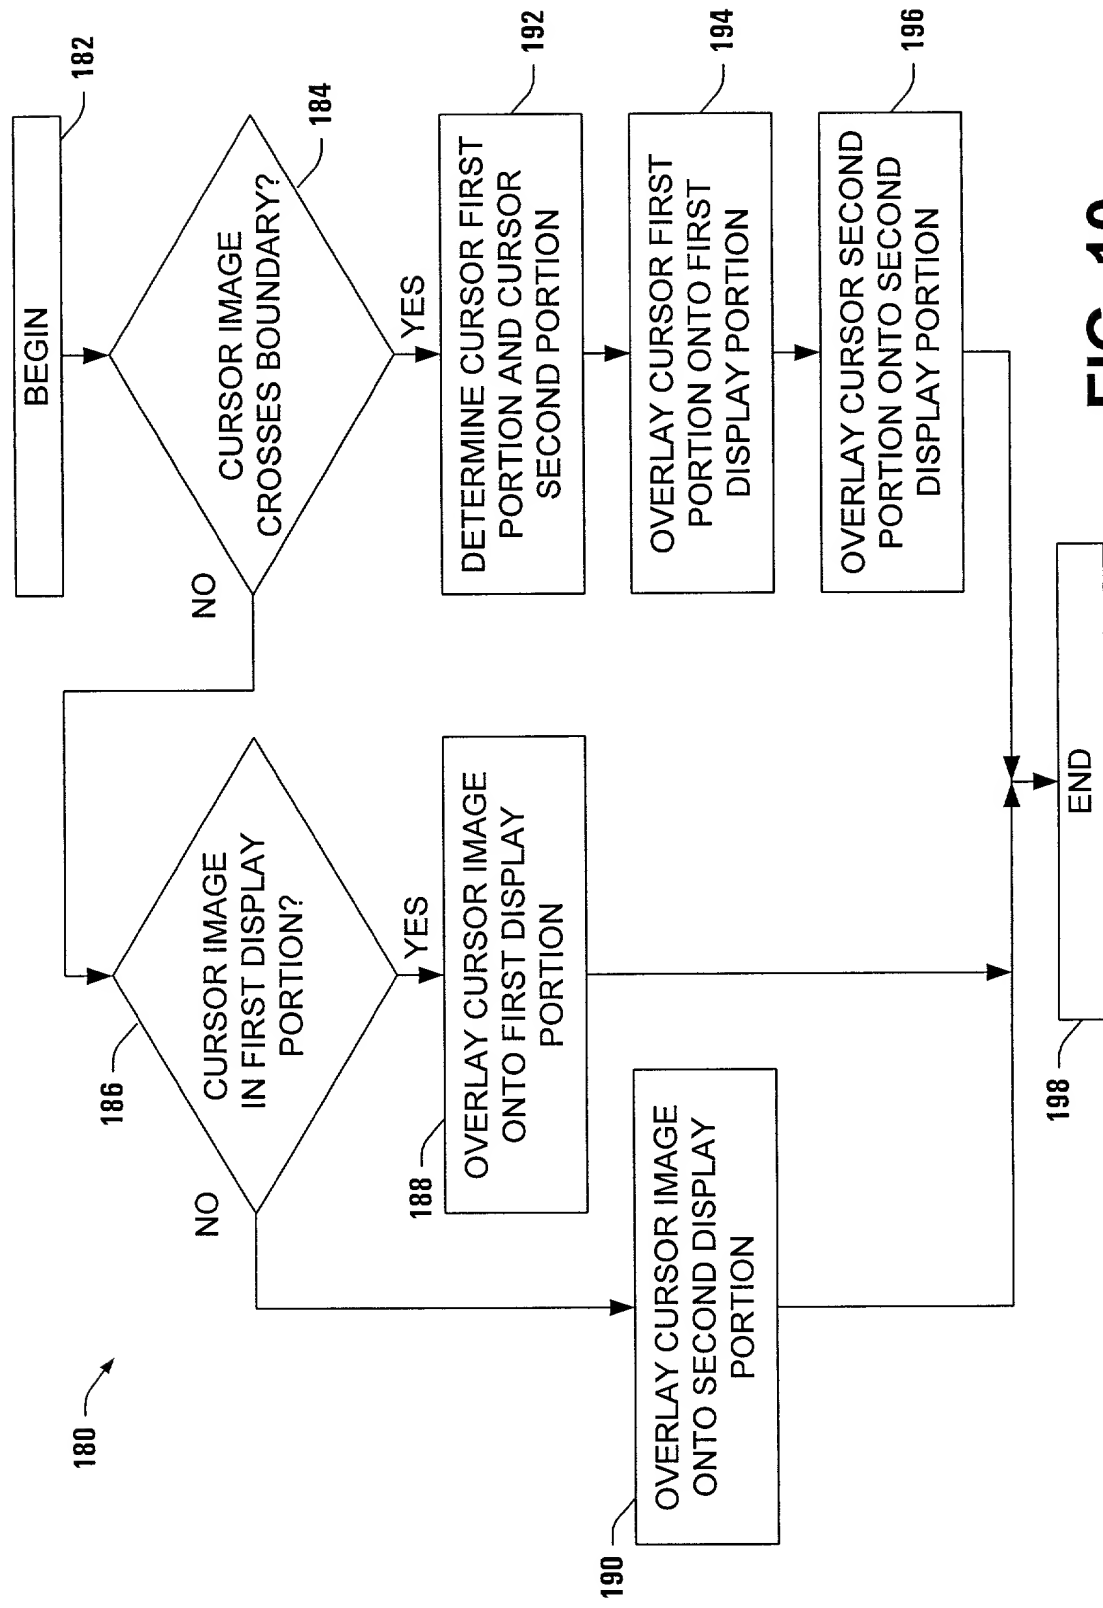 180
BEGIN
182
CURSOR IMAGE
CROSSES BOUNDARY?
184
NO
YES
186
CURSOR IMAGE
IN FIRST DISPLAY
PORTION?
NO
YES
188
OVERLAY CURSOR IMAGE
ONTO FIRST DISPLAY
PORTION
190
OVERLAY CURSOR IMAGE
ONTO SECOND DISPLAY
PORTION
DETERMINE CURSOR FIRST
PORTION AND CURSOR
SECOND PORTION
192
OVERLAY CURSOR FIRST
PORTION ONTO FIRST
DISPLAY PORTION
194
OVERLAY CURSOR SECOND
PORTION ONTO SECOND
DISPLAY PORTION
196
198
END
FIG.